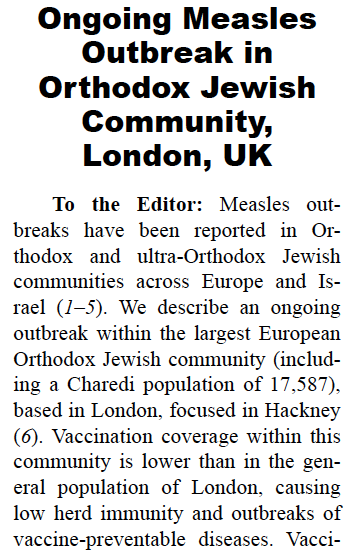 Ongoing Measles
Outbreak in
Orthodox Jewish
Community,
London, UK
To the Editor: Measles out-
breaks have been reported in Or-
thodox and ultra-Orthodox Jewish
communities across Europe and Is-
rael (1–5). We describe an ongoing
outbreak within the largest European
Orthodox Jewish community (includ-
ing a Charedi population of 17,587),
based in London, focused in Hackney
(6). Vaccination coverage within this
community is lower than in the gen-
eral population of London, causing
low herd immunity and outbreaks of
vaccine-preventable diseases. Vacci-